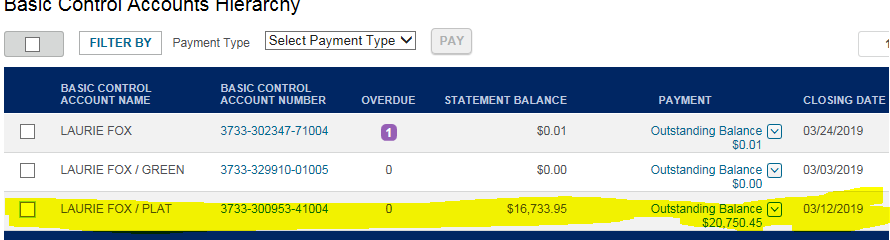 Basic Control Accounts Hierarchy
FILTER BY Payment Type Select Payment Type PAY 1
BASIC CONTROL ACCOUNT NAME BASIC CONTROL ACCOUNT NUMBER OVERDUE STATEMENT BALANCE PAYMENT CLOSING DATE
LAURIE FOX 3733-302347-71004 1 $0.01 Outstanding Balance 03/24/2019
$0.01
LAURIE FOX / GREEN 3733-329910-01005 0 $0.00 Outstanding Balance 03/03/2019
$0.00
LAURIE FOX / PLAT 3733-300953-41004 0 $16,733.95 Outstanding Balance 03/12/2019
$20,750.45